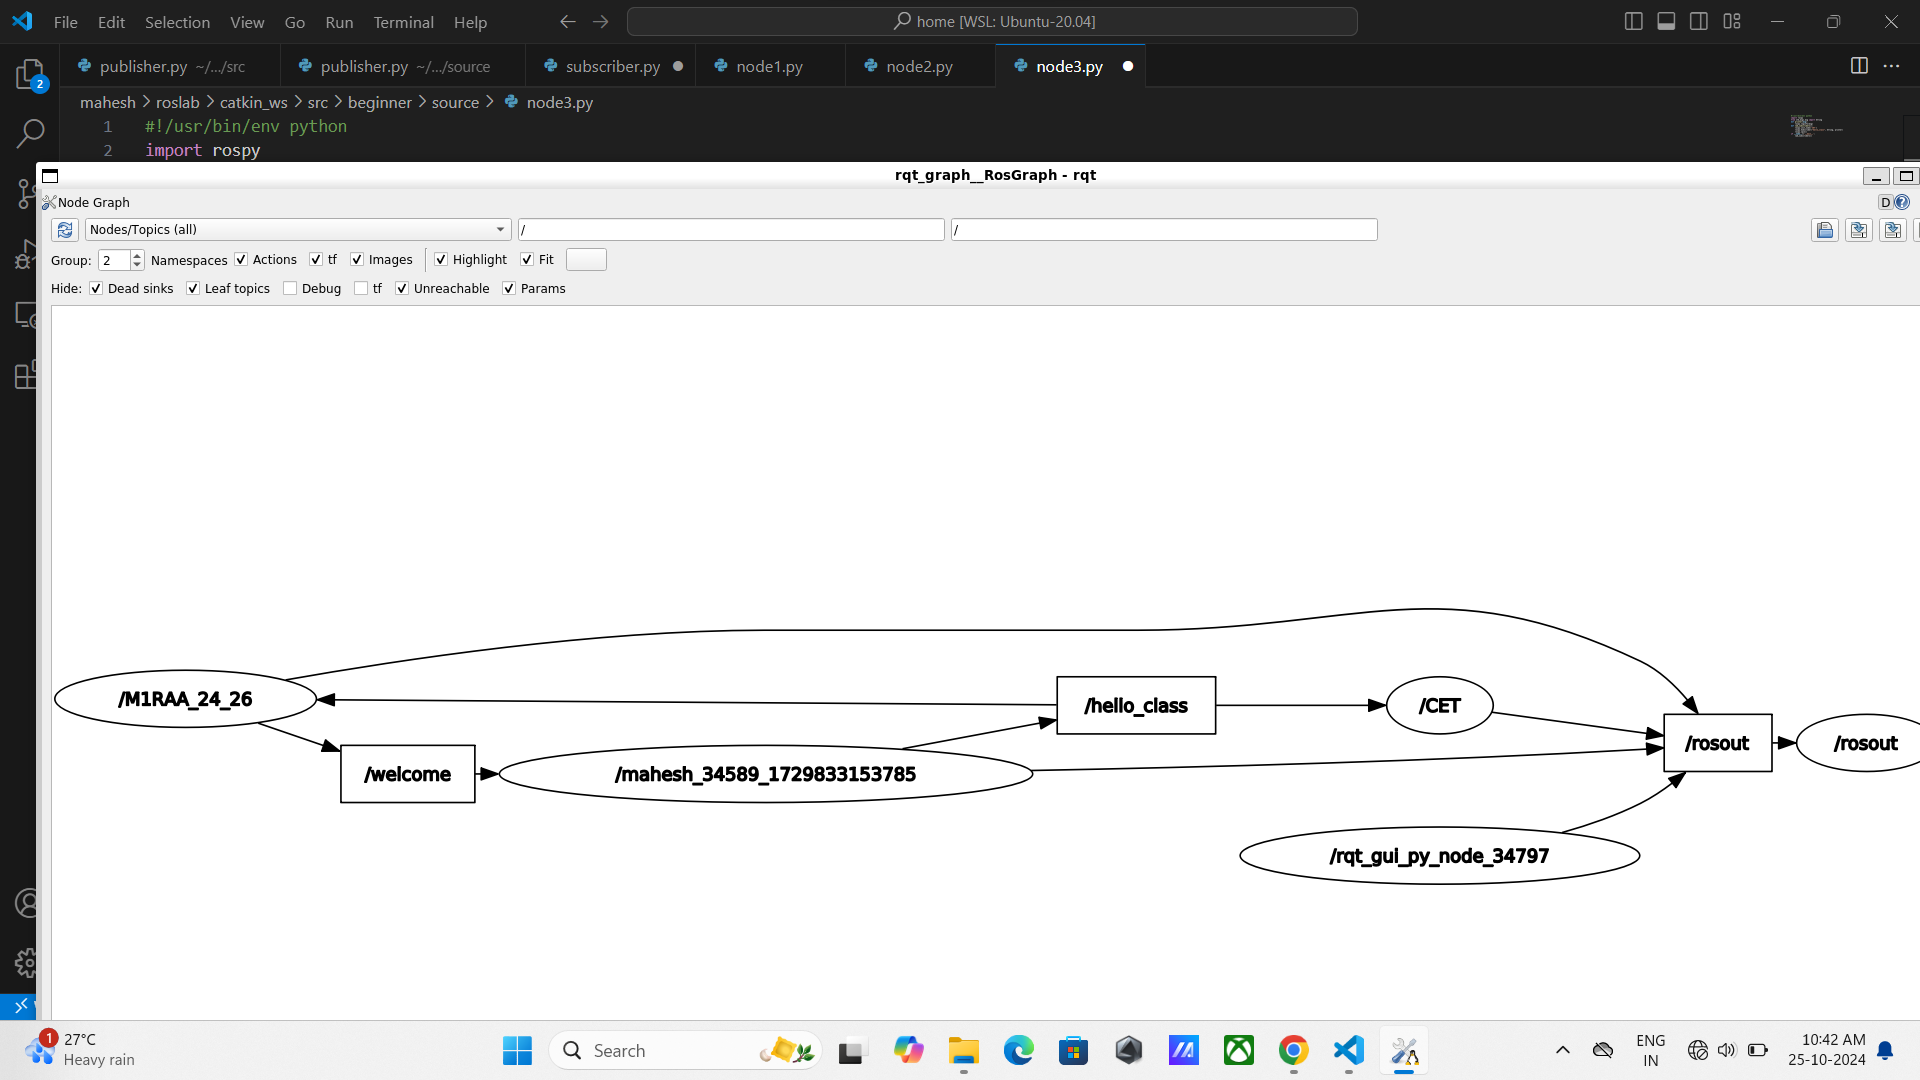 File Edit Selection View Go Run Terminal Help
home [WSL: Ubuntu-20.04]
publisher.py ~/.../src
publisher.py ~/.../source
subscriber.py
node1.py
node2.py
node3.py
2
mahesh > roslab > catkin_ws > src > beginner > source > node3.py
1 #!/usr/bin/env python
2 import rospy
rqt_graph__RosGraph - rqt
Node Graph
D
Nodes/Topics (all)
/
/
Group: 2 Namespaces Actions tf Images Highlight Fit
Hide: Dead sinks Leaf topics Debug tf Unreachable Params
/M1RAA_24_26
/hello_class
/CET
/rosout
/rosout
/welcome
/mahesh_34589_1729833153785
/rqt_gui_py_node_34797
1
27°C
Heavy rain
Search
ENG
IN
10:42 AM
25-10-2024